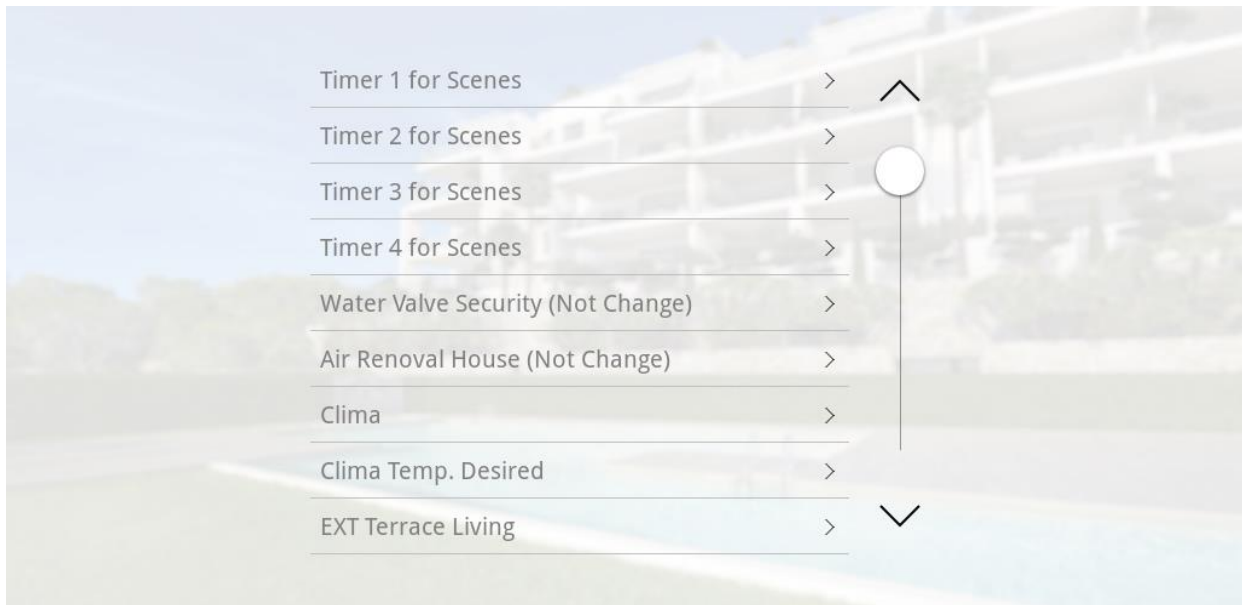 Timer 1 for Scenes
Timer 2 for Scenes
Timer 3 for Scenes
Timer 4 for Scenes
Water Valve Security (Not Change)
Air Renoval House (Not Change)
Clima
Clima Temp. Desired
EXT Terrace Living